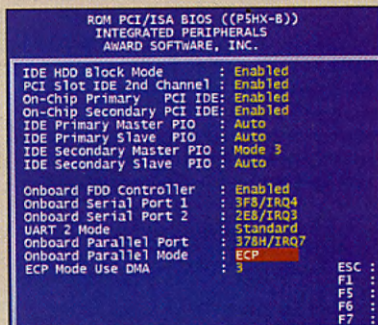 ROM PCI/ISA BIOS ((P5HX-B))
INTEGRATED PERIPHERALS
AWARD SOFTWARE, INC.
IDE HDD Block Mode : Enabled
PCI Slot IDE 2nd Channel : Enabled
On-Chip Primary PCI IDE: Enabled
On-Chip Secondary PCI IDE: Enabled
IDE Primary Master PIO : Auto
IDE Primary Slave PIO : Auto
IDE Secondary Master PIO : Mode 3
IDE Secondary Slave PIO : Auto
Onboard FDD Controller : Enabled
Onboard Serial Port 1 : 3F8/IRQ4
Onboard Serial Port 2 : 2E8/IRQ3
UART 2 Mode : Standard
Onboard Parallel Port : 378H/IRQ7
Onboard Parallel Mode : ECP
ECP Mode Use DMA : 3
ESC :
F1 :
F5 :
F6 :
F7 :